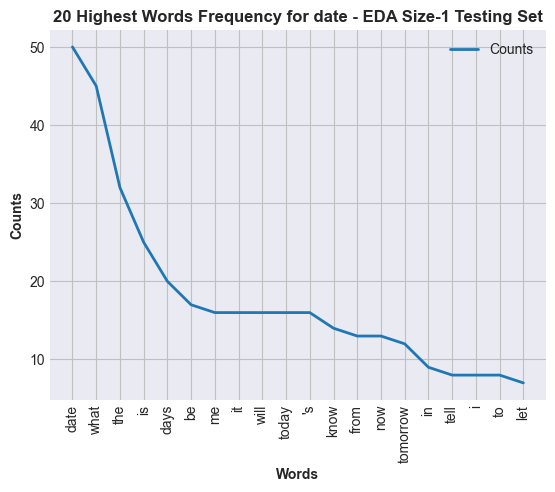 20 Highest Words Frequency for date - EDA Size-1 Testing Set
Counts
50
40
30
20
10
Counts
date
what
the
is
days
be
me
it
will
today
's
know
from
now
tomorrow
in
tell
i
to
let
Words